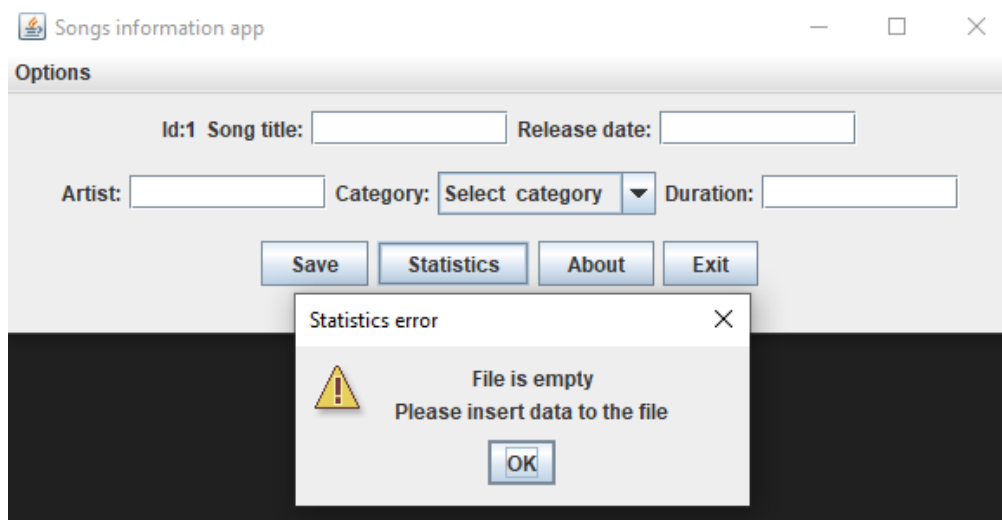 Songs information app
Options
Id:1 Song title: Release date:
Artist: Category: Select category Duration:
Save Statistics About Exit
Statistics error
File is empty
Please insert data to the file
OK